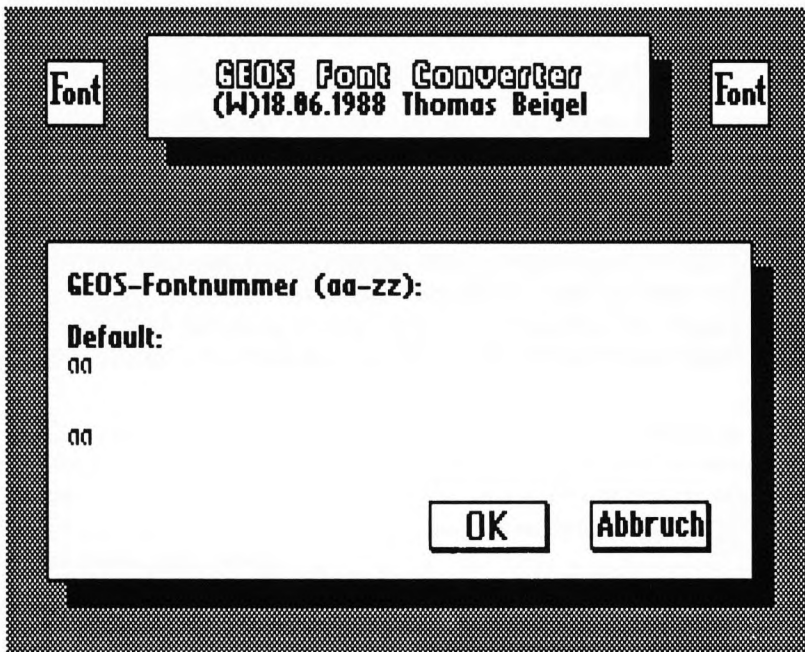 Font
GEOS Font Converter
(W)18.06.1988 Thomas Beigel
Font
GEOS-Fontnummer (aa-zz):
Default:
aa
aa
OK
Abbruch